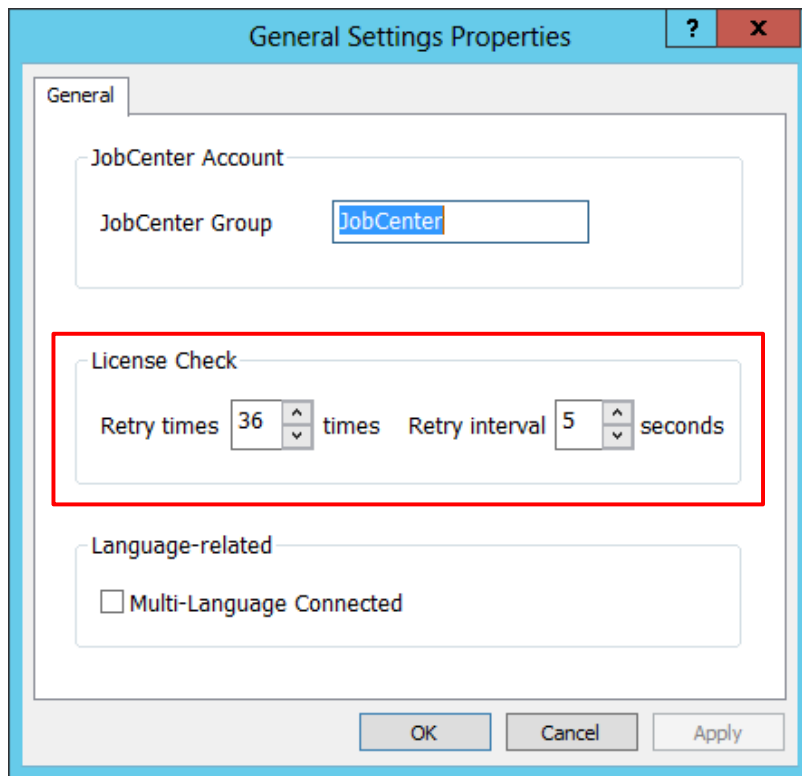 General Settings Properties
?
x
General
JobCenter Account
JobCenter Group JobCenter
License Check
Retry times 36 times Retry interval 5 seconds
Language-related
Multi-Language Connected
OK Cancel Apply